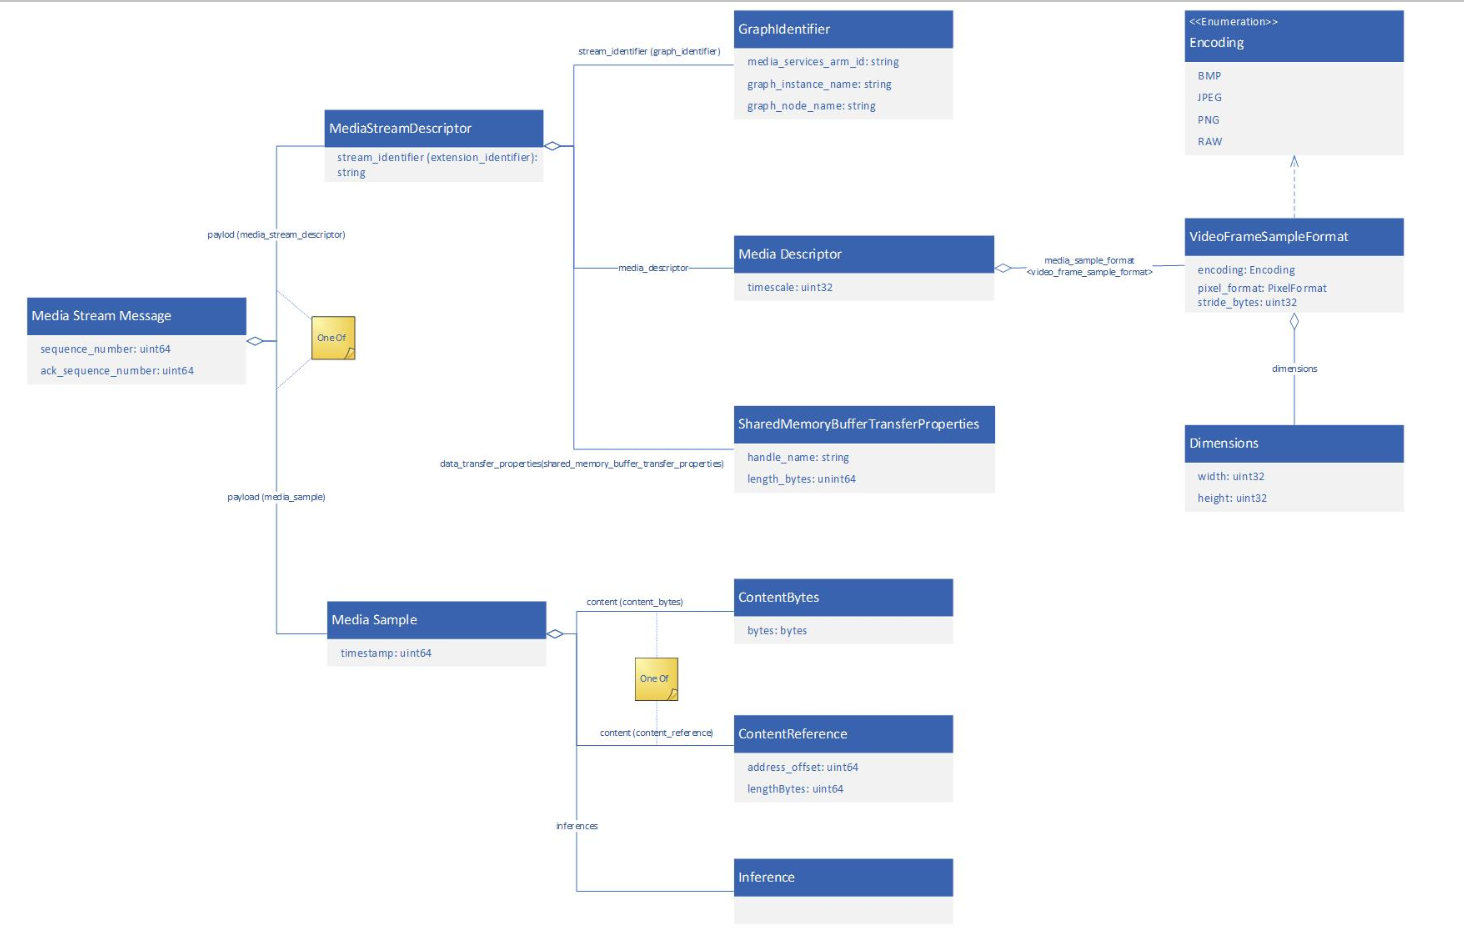 GraphIdentifier
media_services_arm_id: string
graph_instance_name: string
graph_node_name: string
<<Enumeration>>
Encoding
BMP
JPEG
PNG
RAW
stream_identifier (graph_identifier)
MediaStreamDescriptor
stream_identifier (extension_identifier):
string
paylod (media_stream_descriptor)
Media Descriptor
timescale: uint32
media_descriptor
media_sample_format
<video_frame_sample_format>
VideoFrameSampleFormat
encoding: Encoding
pixel_format: PixelFormat
stride_bytes: uint32
Media Stream Message
sequence_number: uint64
ack_sequence_number: uint64
One Of
dimensions
SharedMemoryBufferTransferProperties
handle_name: string
length_bytes: unint64
data_transfer_properties(shared_memory_buffer_transfer_properties)
Dimensions
width: uint32
height: uint32
payload (media_sample)
Media Sample
timestamp: uint64
content (content_bytes)
ContentBytes
bytes: bytes
One Of
content (content_reference)
ContentReference
address_offset: uint64
lengthBytes: uint64
inferences
Inference